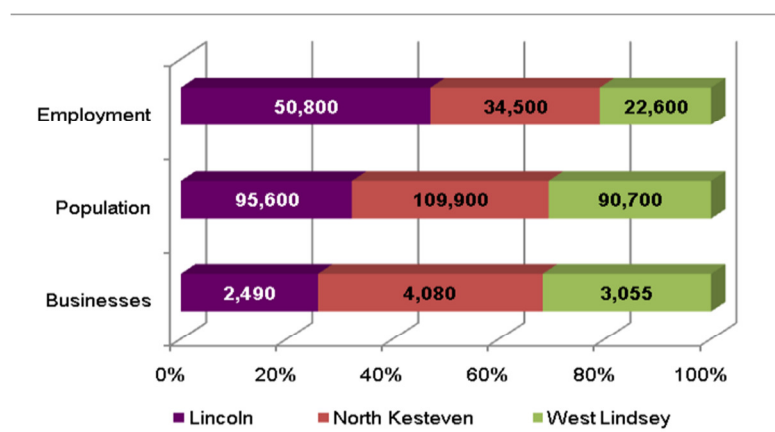 Employment 50,800 34,500 22,600
Population 95,600 109,900 90,700
Businesses 2,490 4,080 3,055
0% 20% 40% 60% 80% 100%
Lincoln North Kesteven West Lindsey